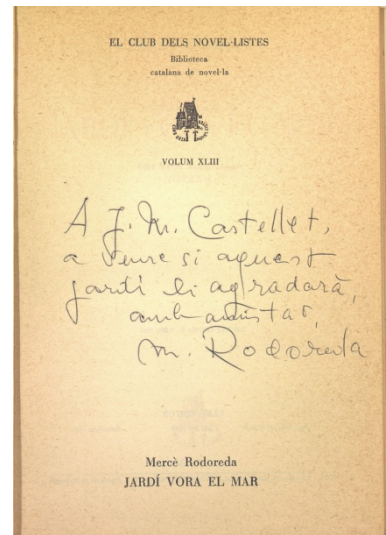 EL CLUB DELS NOVEL·LISTES
Biblioteca
catalana de novel·la
VOLUM XLIII
A J. M. Castellet,
a veure si aquest
jardí li agradarà,
amb amistat,
M. Rodoreda
Mercè Rodoreda
JARDÍ VORA EL MAR